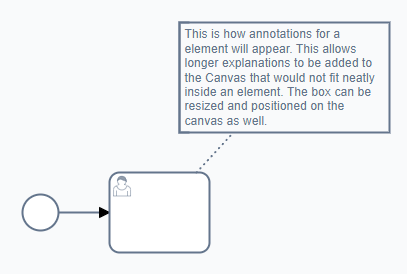 This is how annotations for a
element will appear. This allows
longer explanations to be added to
the Canvas that would not fit neatly
inside an element. The box can be
resized and positioned on the
canvas as well.